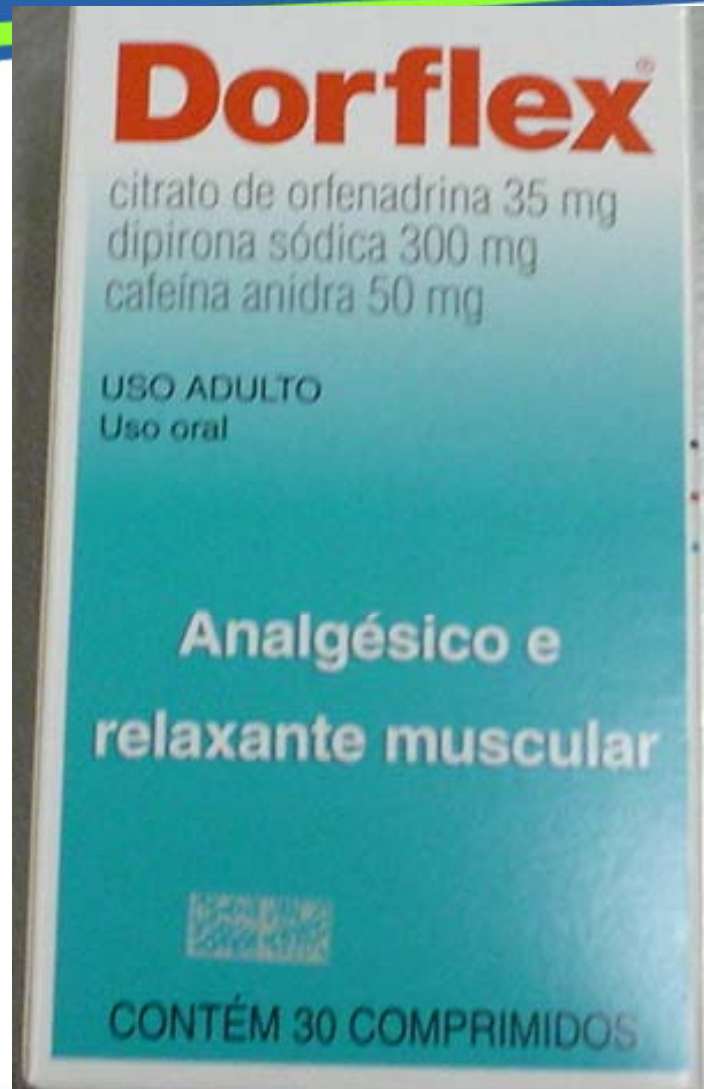 Dorflex®
citrato de orfenadrina 35 mg
dipirona sódica 300 mg
cafeína anidra 50 mg
USO ADULTO
Uso oral
Analgésico e
relaxante muscular
CONTÉM 30 COMPRIMIDOS